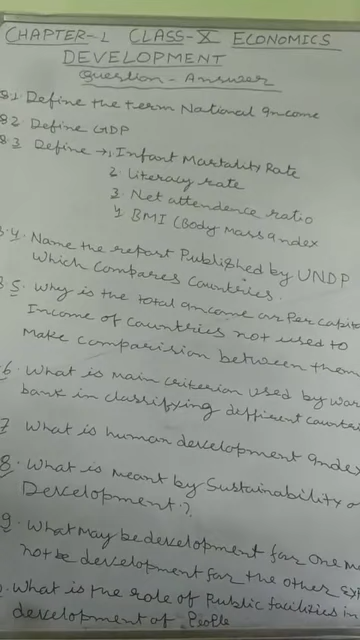 CHAPTER-1 CLASS-X ECONOMICS
DEVELOPMENT
Question - Answer
Q1. Define the term National Income
Q2. Define GDP
Q3. Define → 1. Infant Mortality Rate
2. Literacy rate
3. Net attendence ratio
4. BMI (Body Mass Index
4. Name the report Published by UNDP
Which compares Countries.
5. Why is the total Income or Per capita
Income of Countries not used to
Make comparision between them
6. What is main criterion used by
bank in classifying different
7 What is human development Index
8. What is meant by Sustainability
Development?
9. What May be development for one
not be development for the other
What is the role of Public facilities in
development of People